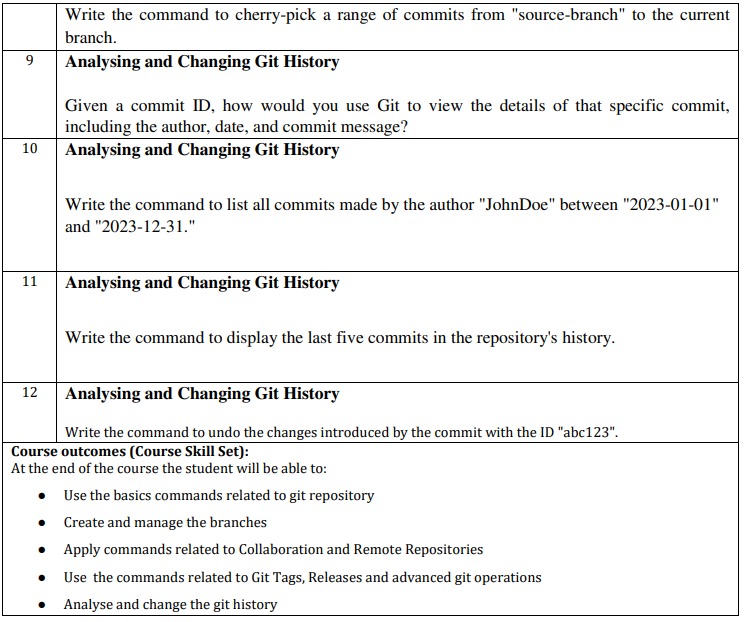 Write the command to cherry-pick a range of commits from "source-branch" to the current
branch.
9
Analysing and Changing Git History
Given a commit ID, how would you use Git to view the details of that specific commit,
including the author, date, and commit message?
10
Analysing and Changing Git History
Write the command to list all commits made by the author "JohnDoe" between "2023-01-01"
and "2023-12-31."
11
Analysing and Changing Git History
Write the command to display the last five commits in the repository's history.
12
Analysing and Changing Git History
Write the command to undo the changes introduced by the commit with the ID "abc123".
Course outcomes (Course Skill Set):
At the end of the course the student will be able to:
● Use the basics commands related to git repository
● Create and manage the branches
● Apply commands related to Collaboration and Remote Repositories
● Use the commands related to Git Tags, Releases and advanced git operations
● Analyse and change the git history